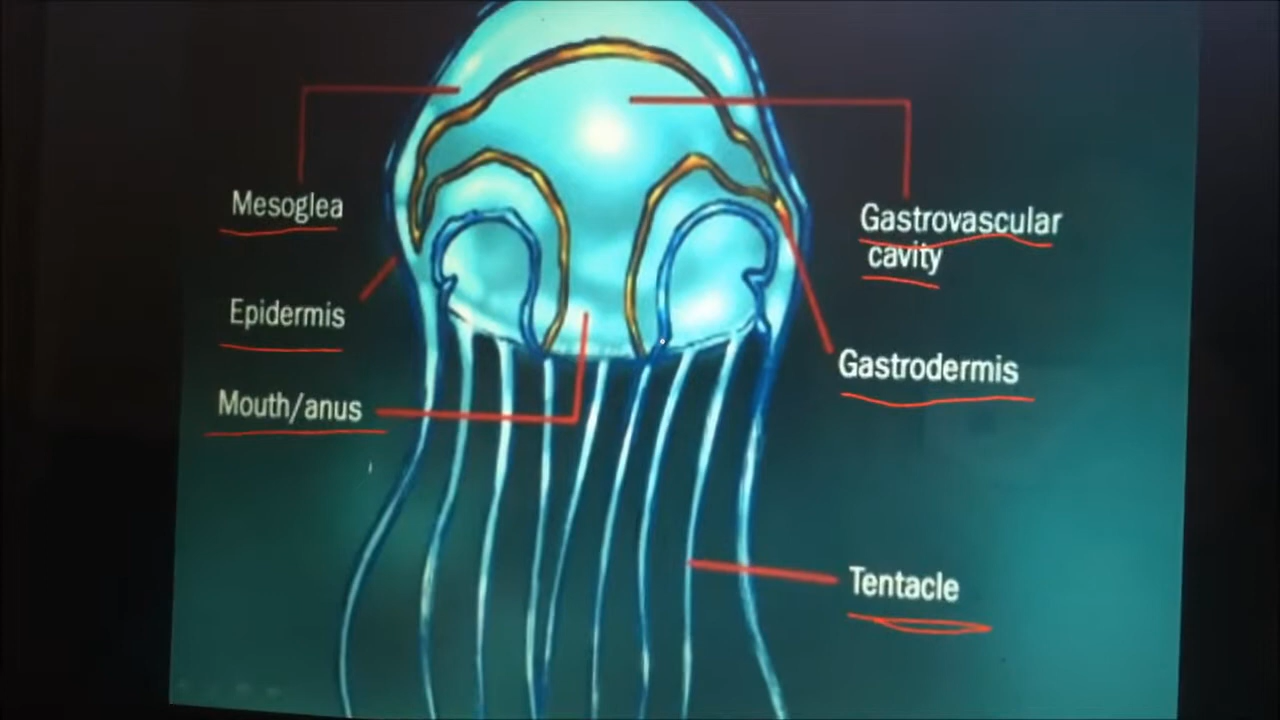 Mesoglea
Epidermis
Mouth/anus
Gastrovascular
cavity
Gastrodermis
Tentacle